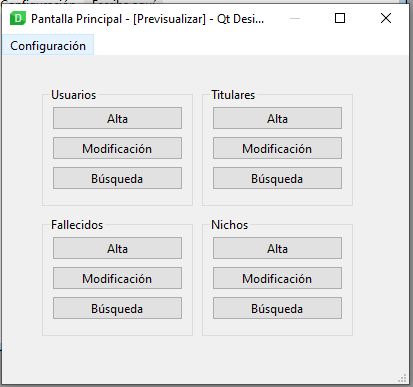 Pantalla Principal - [Previsualizar] - Qt Desi...
Configuración
Usuarios
Alta
Modificación
Búsqueda
Titulares
Alta
Modificación
Búsqueda
Fallecidos
Alta
Modificación
Búsqueda
Nichos
Alta
Modificación
Búsqueda